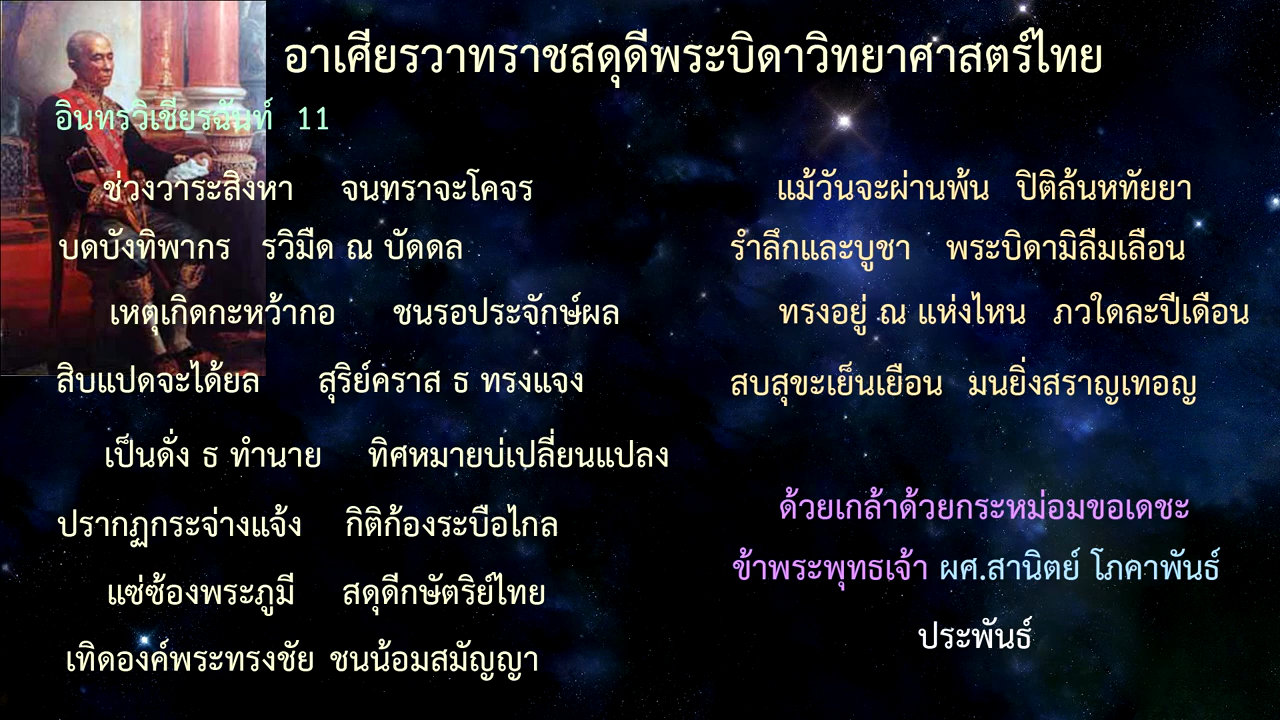 อาเศียรวาทราชสดุดีพระบิดาวิทยาศาสตร์ไทย
อินทรวิเชียรฉันท์ 11
ช่วงวาระสิงหา จนทราจะโคจร
บดบังทิพากร รวิมืด ณ บัดดล
เหตุเกิดกะหว้ากอ ชนรอประจักษ์ผล
สิบแปดจะได้ยล สุริย์คราส ธ ทรงแจง
เป็นดั่ง ธ ทำนาย ทิศหมายบ่เปลี่ยนแปลง
ปรากฏกระจ่างแจ้ง กิติก้องระบือไกล
แซ่ซ้องพระภูมี สดุดีกษัตริย์ไทย
เทิดองค์พระทรงชัย ชนน้อมสมัญญา
แม้วันจะผ่านพ้น ปิติล้นหทัยยา
รำลึกและบูชา พระบิดามิลืมเลือน
ทรงอยู่ ณ แห่งไหน ภวใดละปีเดือน
สบสุขะเย็นเยือน มนยิ่งสราญเทอญ
ด้วยเกล้าด้วยกระหม่อมขอเดชะ
ข้าพระพุทธเจ้า ผศ.สานิตย์ โภคาพันธ์
ประพันธ์